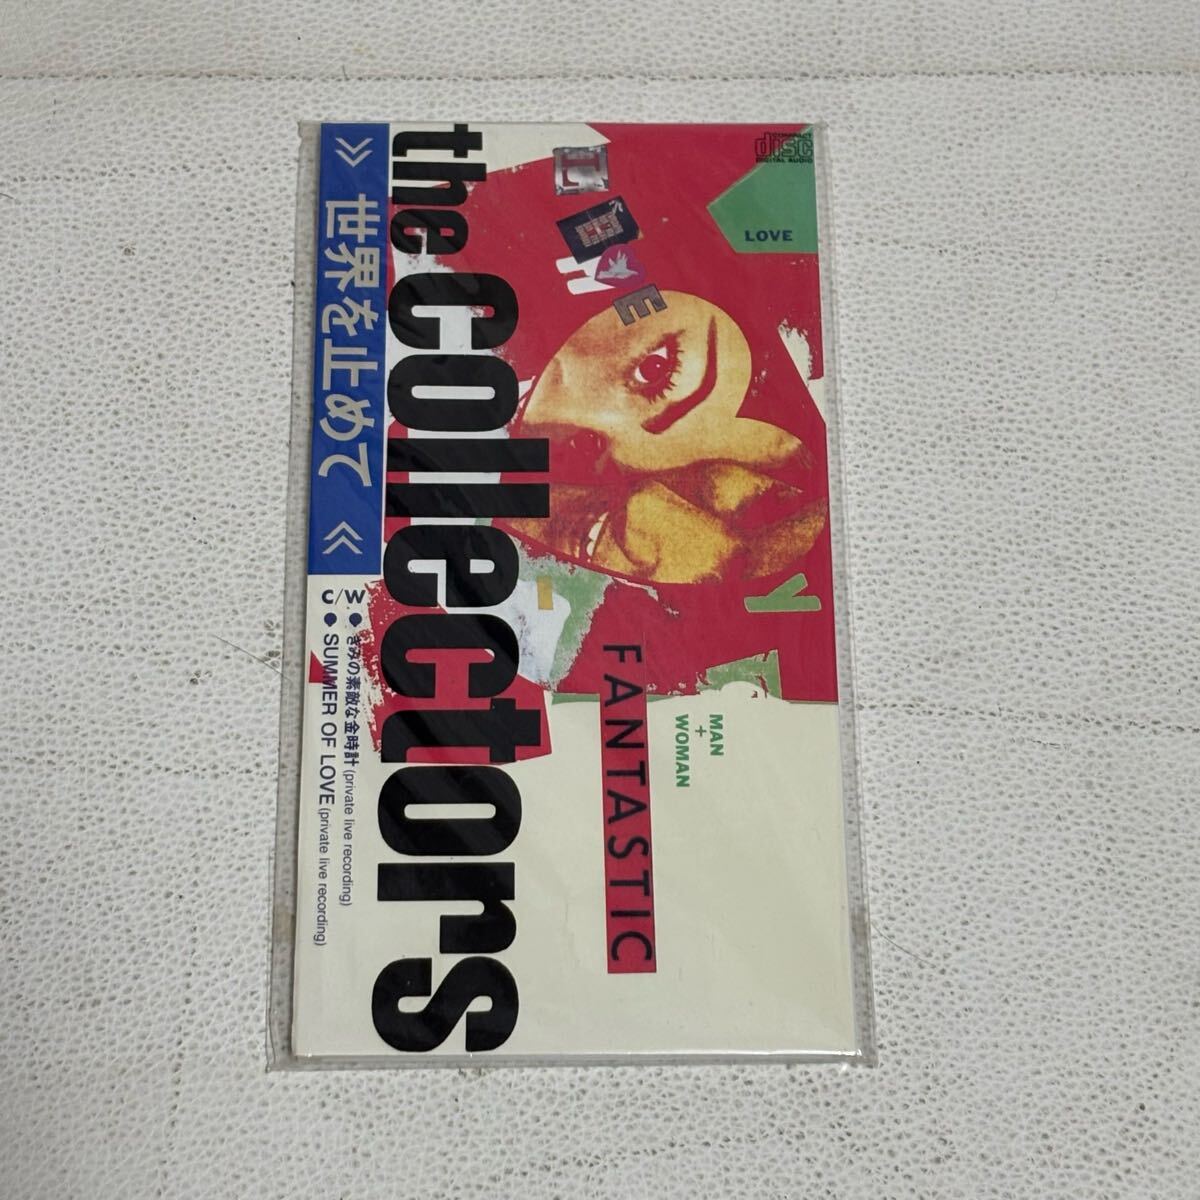 the collectors
》世界を止めて《
C/W ● きみの素敵な金時計 (private live recording)
● SUMMER OF LOVE (private live recording)
COMPACT
disc
DIGITAL AUDIO
LOVE
FANTASTIC
MAN
+
WOMAN